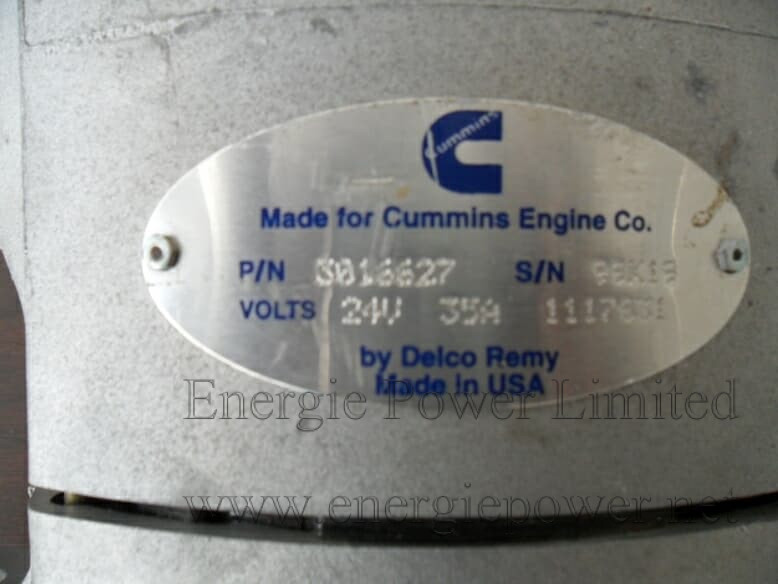 Cummins
Made for Cummins Engine Co.
P/N 3016627 S/N
VOLTS 24V 35A
by Delco Remy
Made in USA
Energie Power Limited
www.energiepower.net